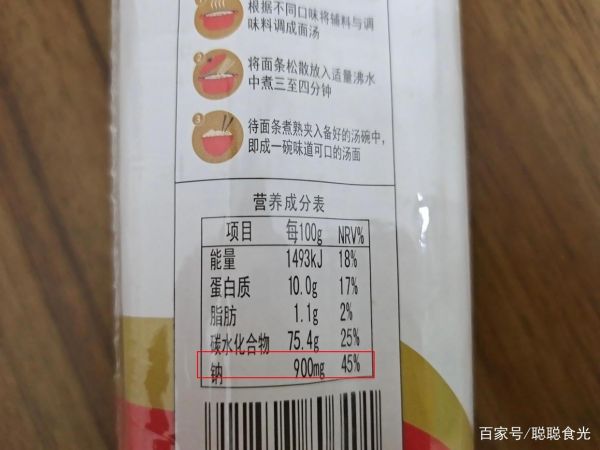 根据不同口味将辅料与调
味料调成面汤
2
将面条松散放入适量沸水
中煮三至四分钟
3
待面条煮熟夹入备好的汤碗中,
即成一碗味道可口的汤面
营养成分表
项目 每100g NRV%
能量 1493kJ 18%
蛋白质 10.0g 17%
脂肪 1.1g 2%
碳水化合物 75.4g 25%
钠 900mg 45%
百家号/聪聪食光